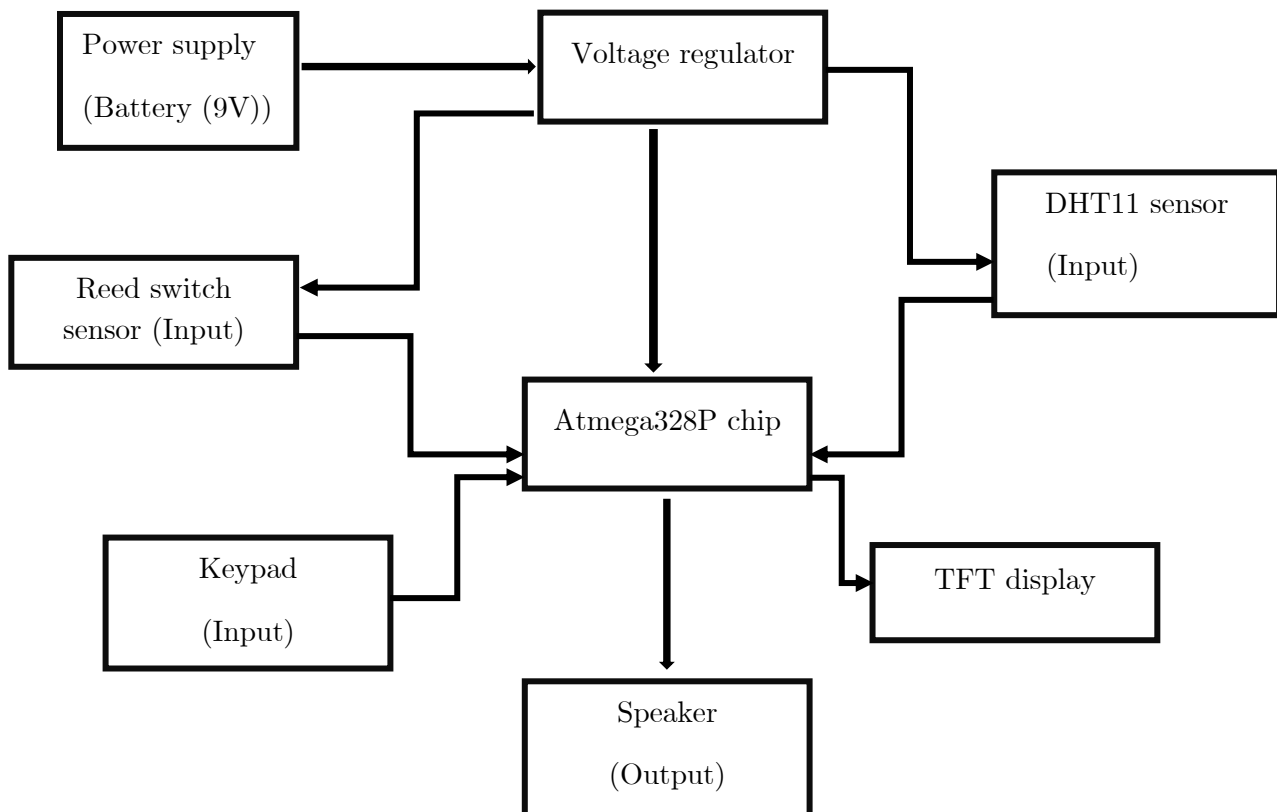 Power supply
(Battery (9V))
Voltage regulator
DHT11 sensor
(Input)
Reed switch
sensor (Input)
Atmega328P chip
Keypad
(Input)
TFT display
Speaker
(Output)